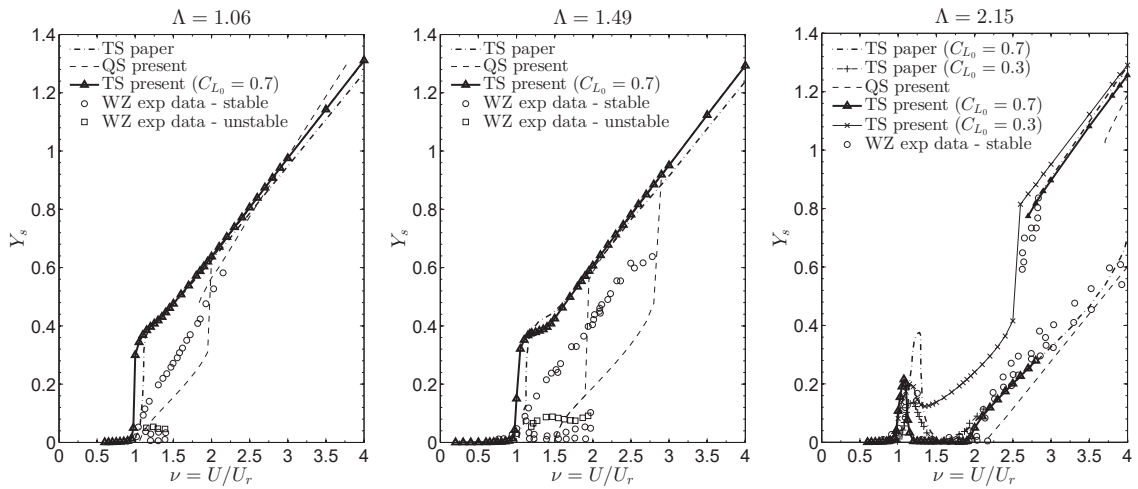 Λ = 1.06
1.4
1.2
1
0.8
0.6
0.4
0.2
0
Y_s
TS paper
QS present
TS present (C_{L_0} = 0.7)
WZ exp data - stable
WZ exp data - unstable
0 0.5 1 1.5 2 2.5 3 3.5 4
ν = U/U_r
Λ = 1.49
1.4
1.2
1
0.8
0.6
0.4
0.2
0
Y_s
TS paper
QS present
TS present (C_{L_0} = 0.7)
WZ exp data - stable
WZ exp data - unstable
0 0.5 1 1.5 2 2.5 3 3.5 4
ν = U/U_r
Λ = 2.15
1.4
1.2
1
0.8
0.6
0.4
0.2
0
Y_s
TS paper (C_{L_0} = 0.7)
TS paper (C_{L_0} = 0.3)
QS present
TS present (C_{L_0} = 0.7)
TS present (C_{L_0} = 0.3)
WZ exp data - stable
0 0.5 1 1.5 2 2.5 3 3.5 4
ν = U/U_r